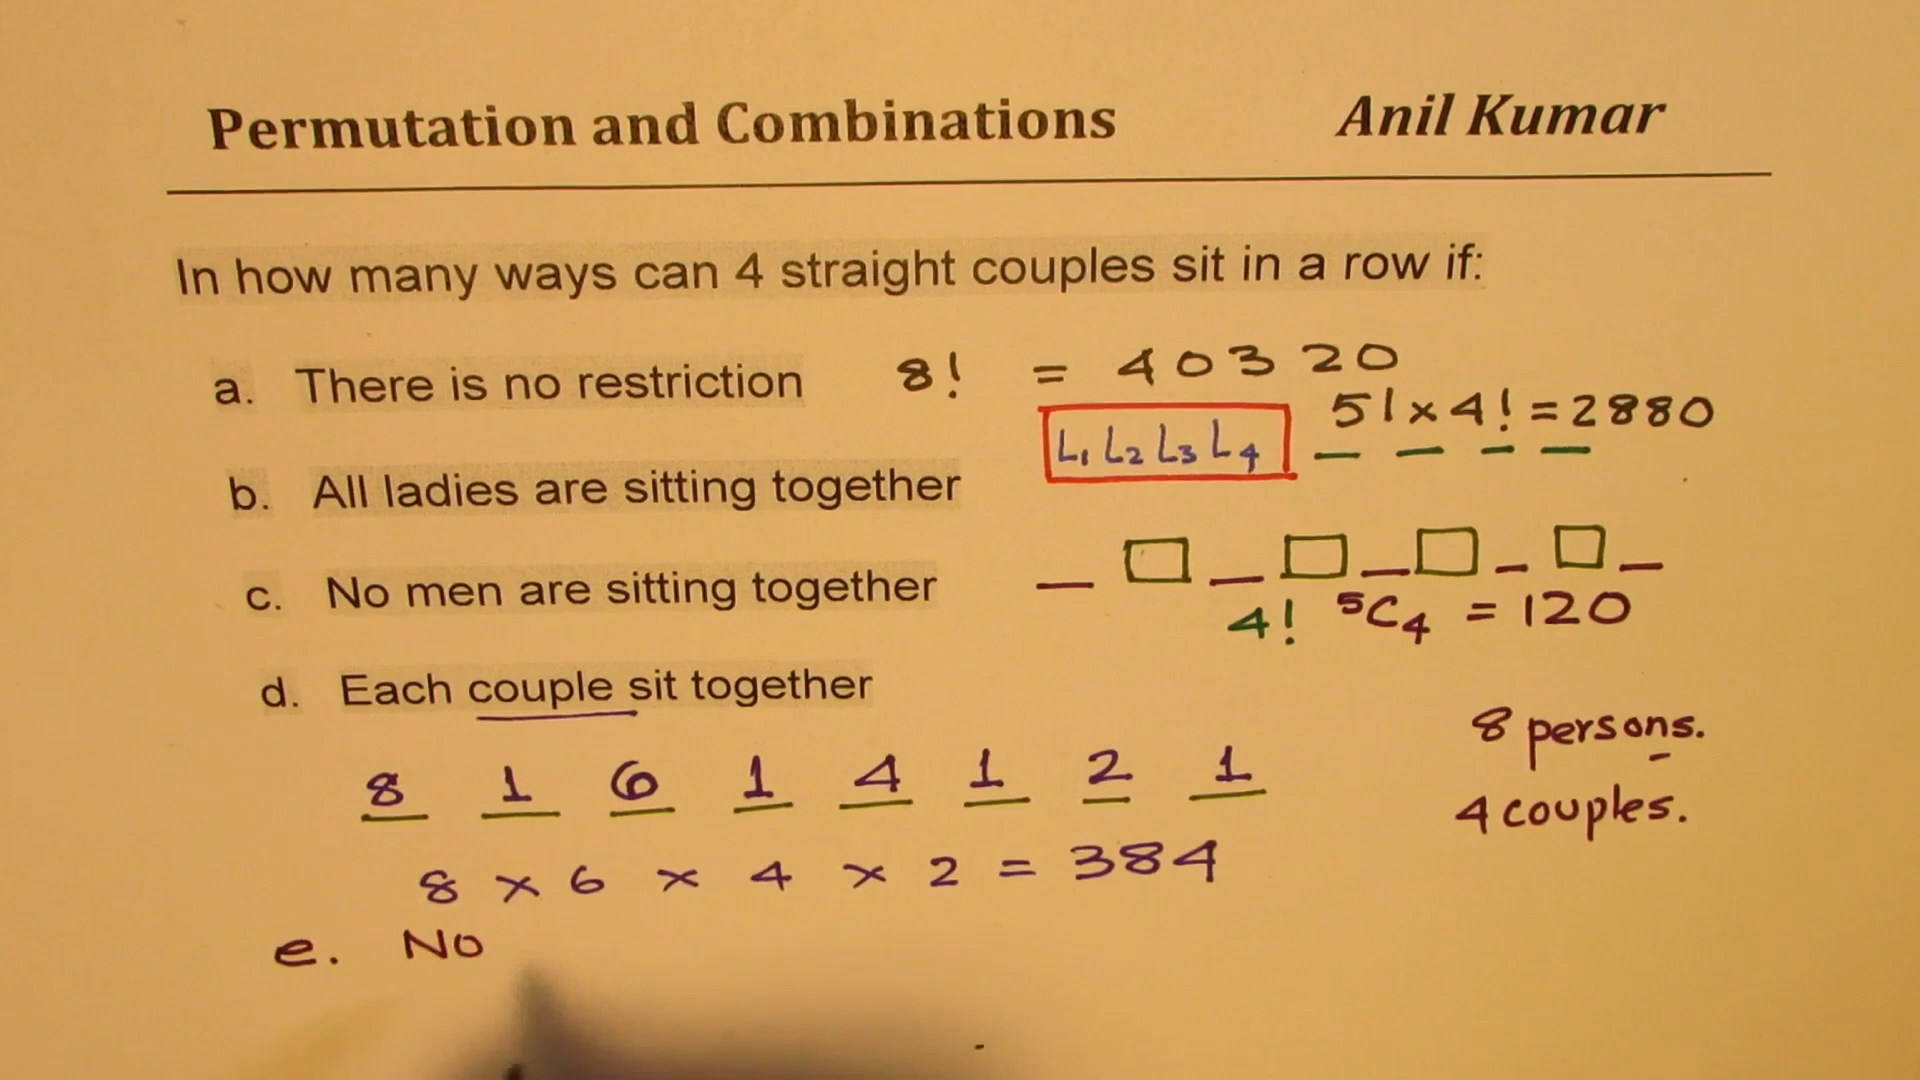 Permutation and Combinations Anil Kumar
In how many ways can 4 straight couples sit in a row if:
a. There is no restriction 8! = 40320
5! x 4! = 2880
L1 L2 L3 L4
b. All ladies are sitting together
c. No men are sitting together
4! ⁵C₄ = 120
d. Each couple sit together
8 persons.
8 1 6 1 4 1 2 1
4 couples.
8 x 6 x 4 x 2 = 384
e. No